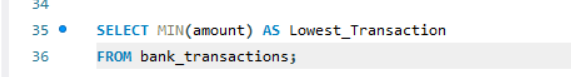 34
35 SELECT MIN(amount) AS Lowest_Transaction
36 FROM bank_transactions;